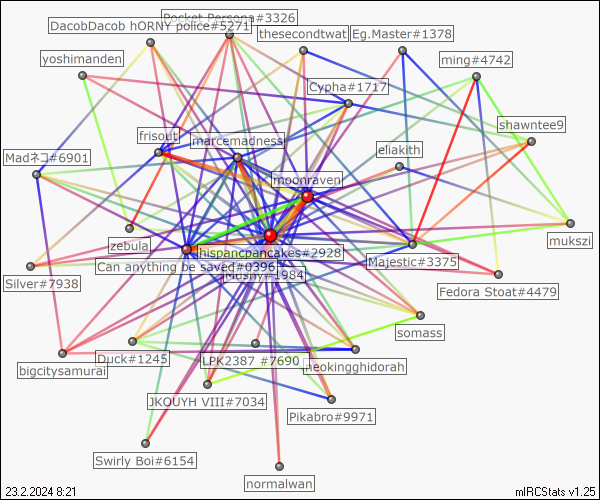 Pocket Persona#3326
DacobDacob hORNY police#5271
thesecondtwat
Eg.Master#1378
yoshimanden
ming#4742
Cypha#1717
shawntee9
frisout
marcemadness
eliakith
Madネコ#6901
moonraven
zebula
mukszi
hispancpancakes#2928
Majestic#3375
Can anything be saved#0396
#1984
Silver#7938
Fedora Stoat#4479
somass
Duck#1245
LPK2387 #7690
neokingghidorah
bigcitysamurai
JKOUYH VIII#7034
Pikabro#9971
Swirly Boi#6154
normalwan
23.2.2024 8:21
mIRCStats v1.25